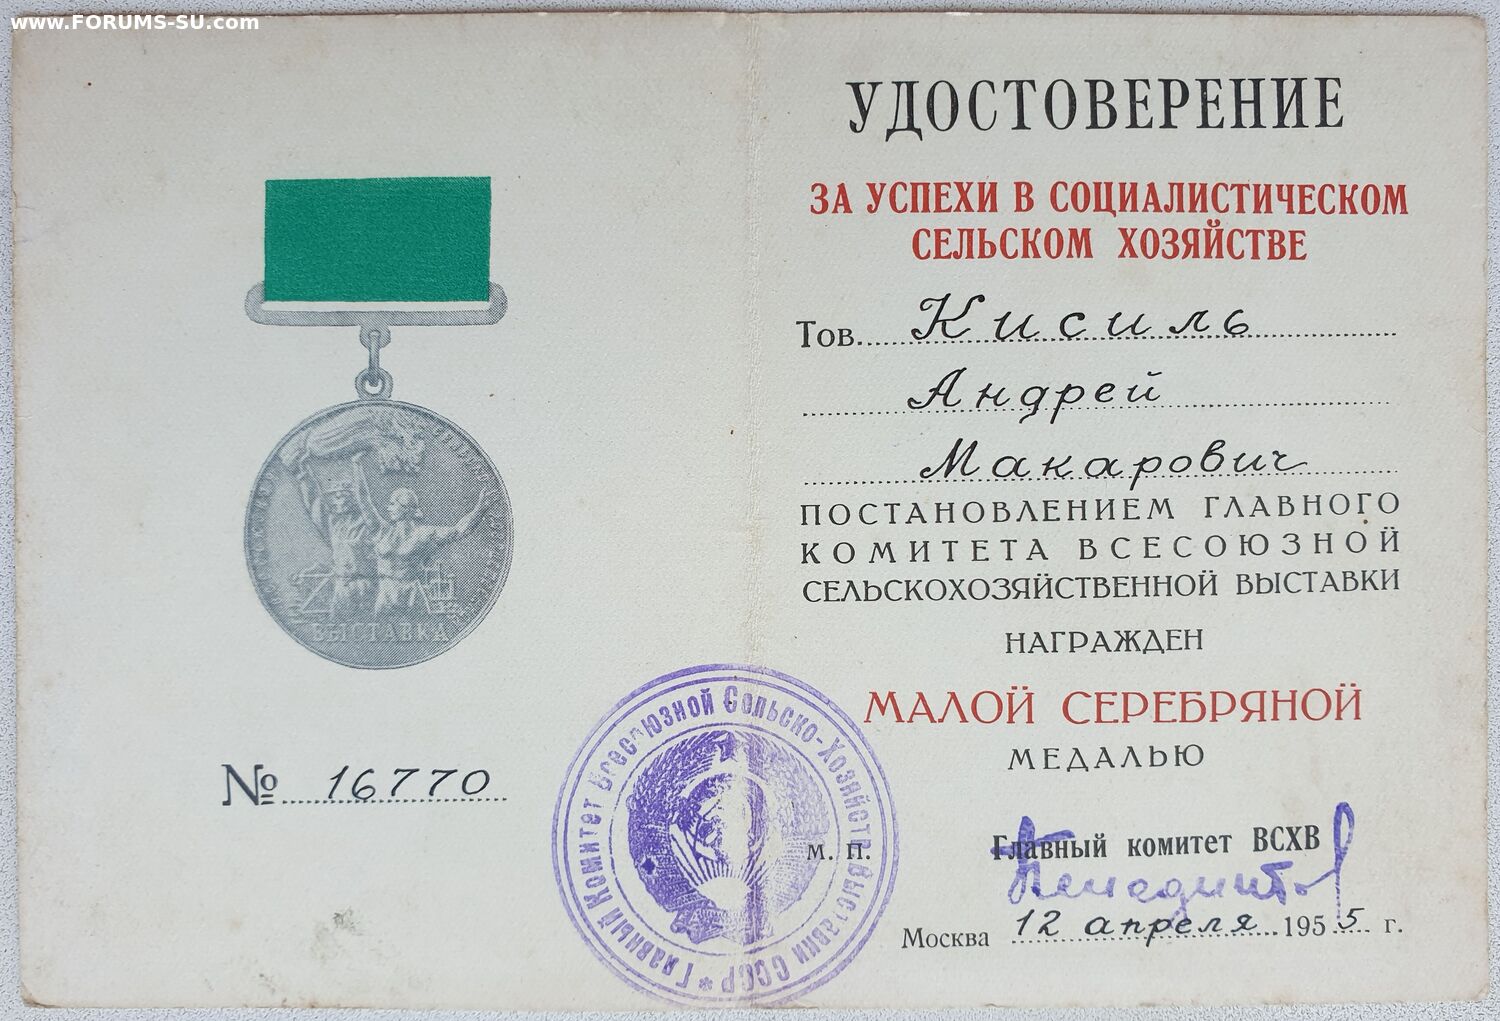 www.FORUMS-SU.com
ВЫСТАВКА
№ 16770
УДОСТОВЕРЕНИЕ
ЗА УСПЕХИ В СОЦИАЛИСТИЧЕСКОМ
СЕЛЬСКОМ ХОЗЯЙСТВЕ
Тов. Кисиль
Андрей
Макарович
ПОСТАНОВЛЕНИЕМ ГЛАВНОГО
КОМИТЕТА ВСЕСОЮЗНОЙ
СЕЛЬСКОХОЗЯЙСТВЕННОЙ ВЫСТАВКИ
НАГРАЖДЕН
МАЛОЙ СЕРЕБРЯНОЙ
МЕДАЛЬЮ
Главный Комитет Всесоюзной Сельско-Хозяйств. Выставки СССР *
М. П.
Главный комитет ВСХВ
Москва 12 апреля 1955 г.